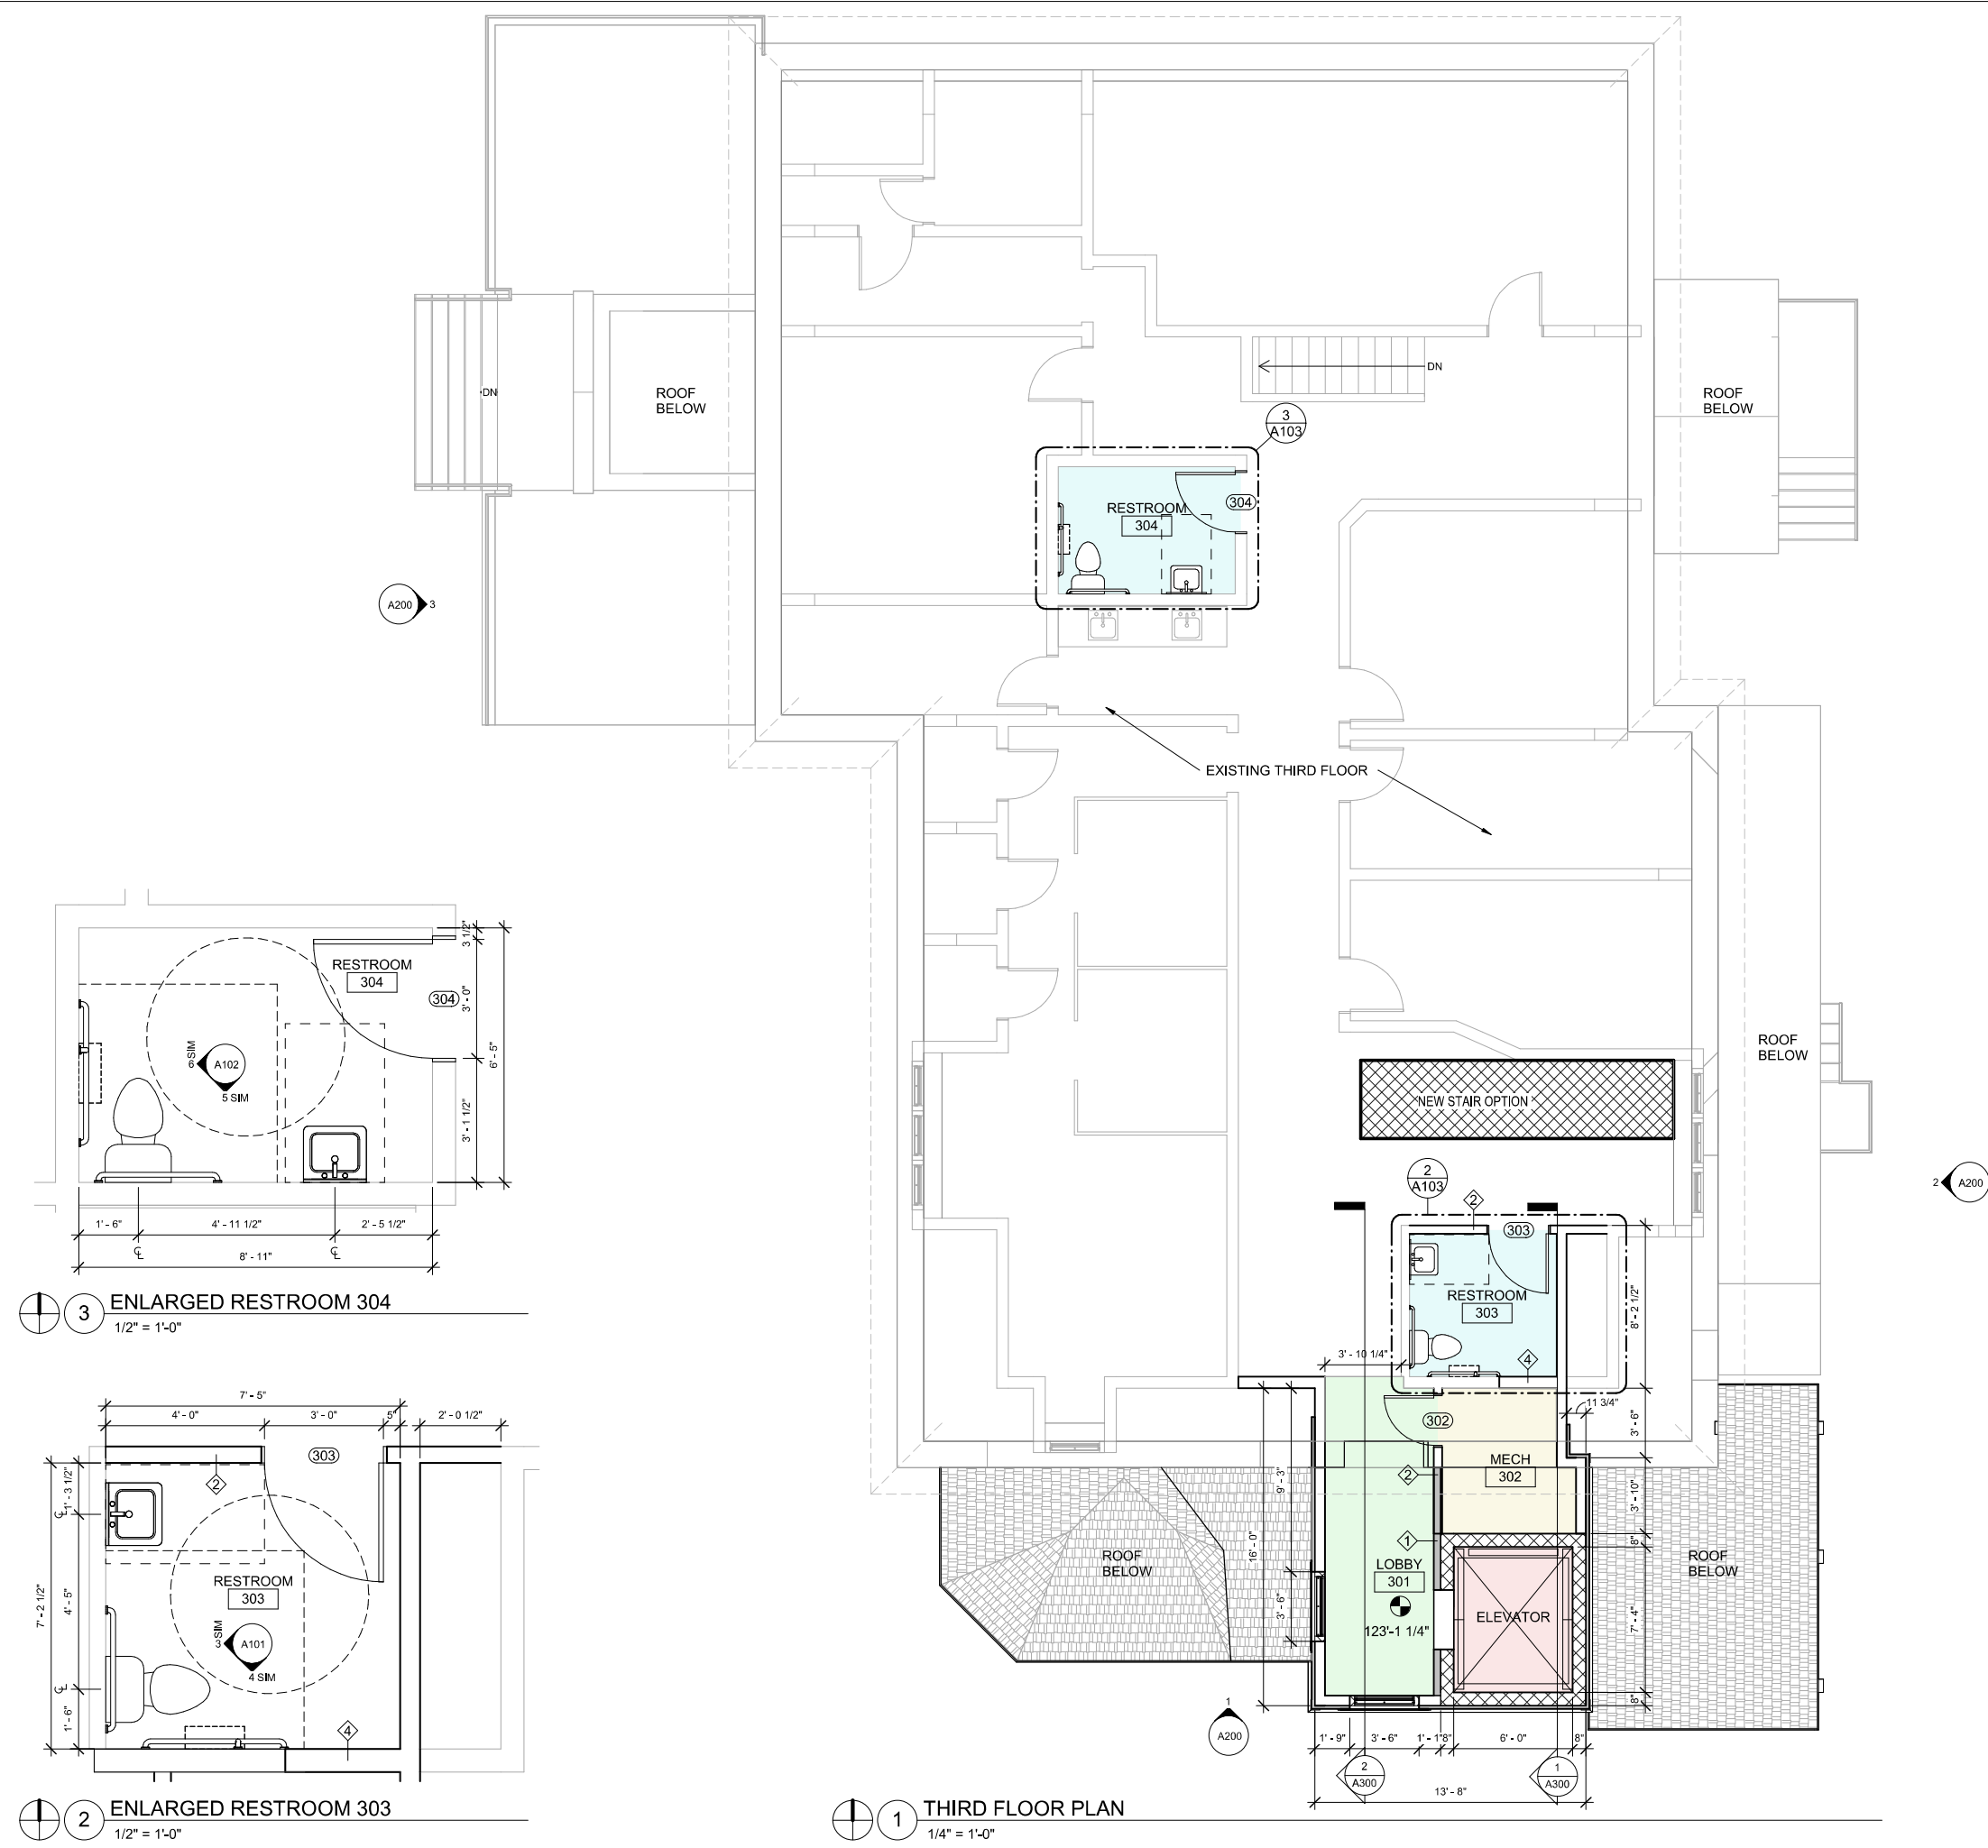 DN
ROOF
BELOW
DN
ROOF
BELOW
3
A103
RESTROOM
304
304
A200
3
EXISTING THIRD FLOOR
RESTROOM
304
304
3 1/2"
3' - 0"
3' - 1 1/2"
6' - 5"
A102
6
SIM
5 SIM
1' - 6"
4' - 11 1/2"
2' - 5 1/2"
8' - 11"
3
ENLARGED RESTROOM 304
1/2" = 1'-0"
ROOF
BELOW
NEW STAIR OPTION
2
A103
2
303
2
A200
RESTROOM
303
8' - 2 1/2"
3' - 10 1/4"
4
11 3/4"
302
3' - 6"
MECH
302
2
3' - 10"
9' - 3"
16' - 0"
1
8"
LOBBY
301
ROOF
BELOW
ROOF
BELOW
ELEVATOR
3' - 6"
123'-1 1/4"
7' - 4"
8"
1
A200
1' - 9"
3' - 6"
1' - 1"
8"
6' - 0"
8"
2
A300
1
A300
13' - 8"
7' - 5"
4' - 0"
3' - 0"
5"
2' - 0 1/2"
303
2
1' - 3 1/2"
4' - 5"
7' - 2 1/2"
1' - 6"
RESTROOM
303
3
SIM
A101
4 SIM
4
2
ENLARGED RESTROOM 303
1/2" = 1'-0"
1
THIRD FLOOR PLAN
1/4" = 1'-0"